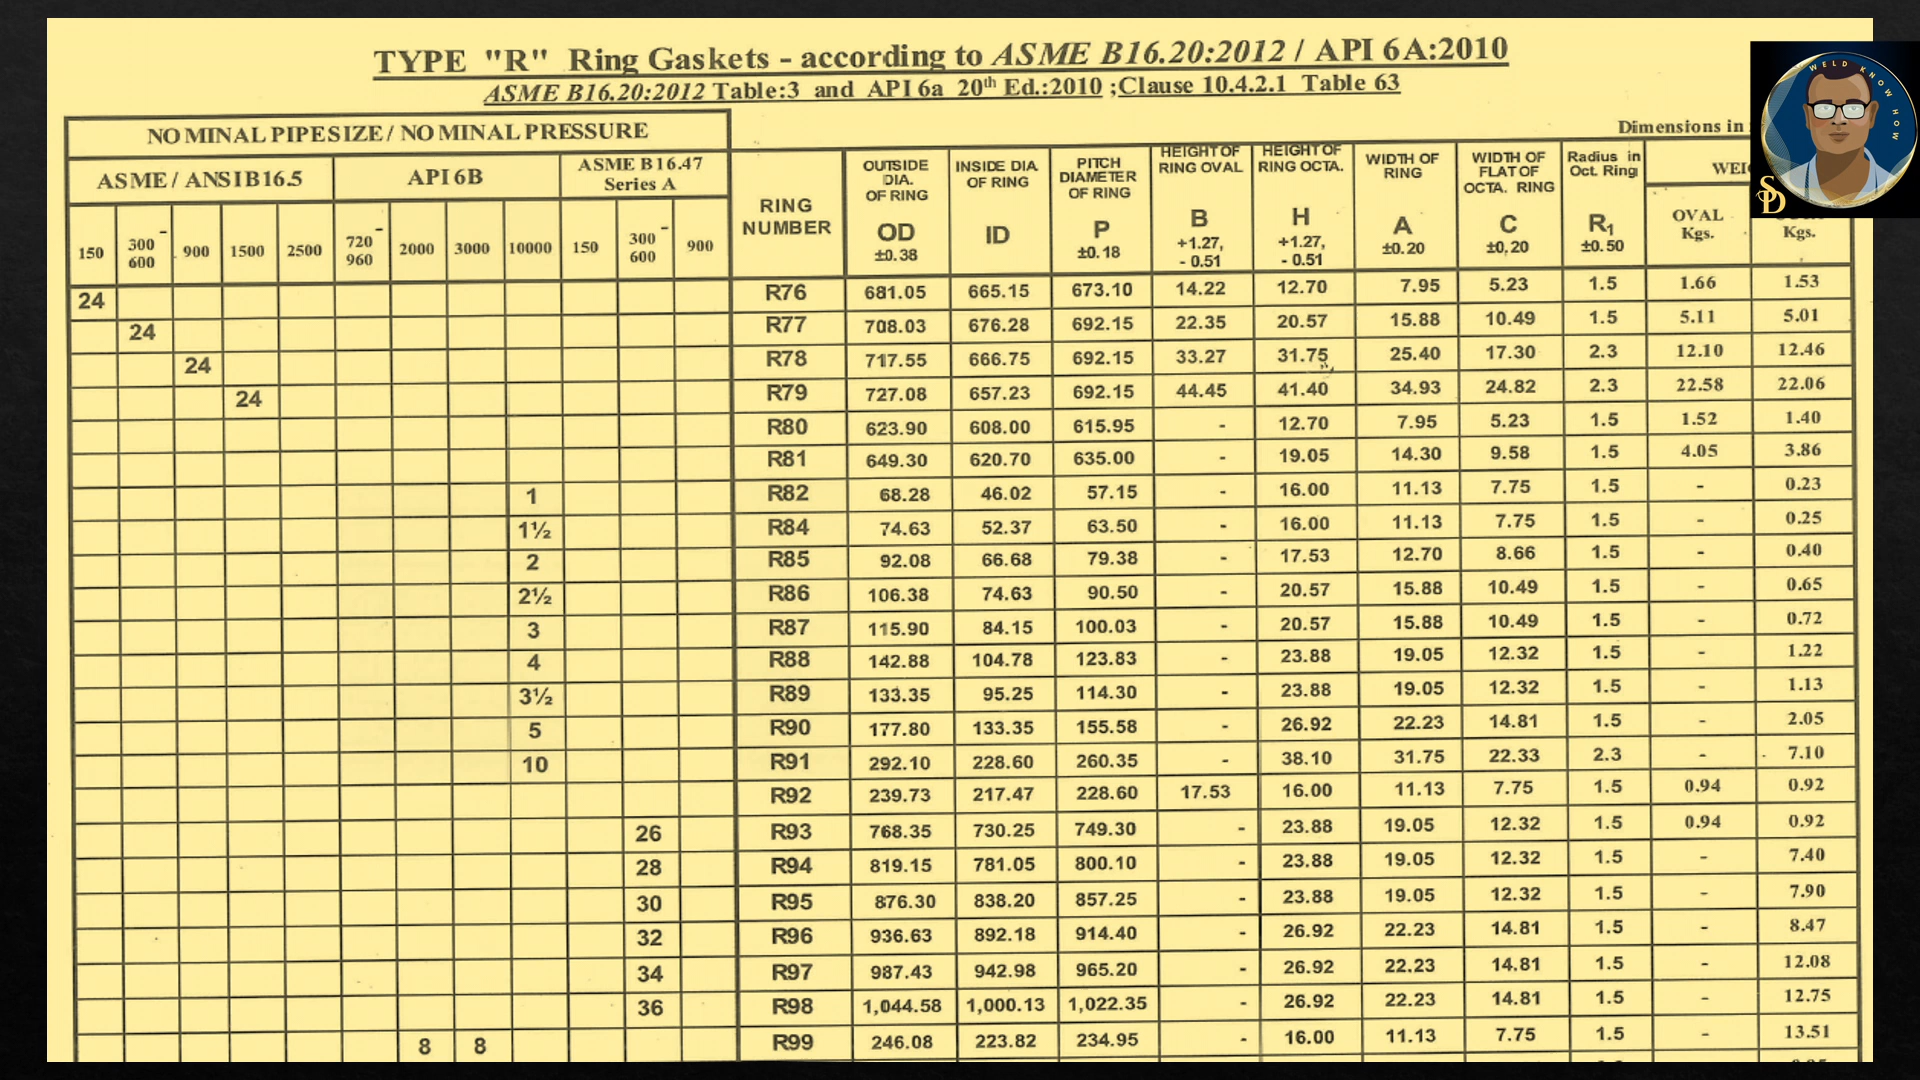 TYPE "R" Ring Gaskets - according to ASME B16.20:2012 / API 6A:2010
ASME B16.20:2012 Table:3 and API 6a 20th Ed.:2010 ;Clause 10.4.2.1 Table 63
WELD KNOW HOW
SD
NOMINAL PIPE SIZE / NOMINAL PRESSURE
Dimensions in
ASME / ANSI B16.5 API 6B ASME B16.47 Series A
RING NUMBER
OUTSIDE DIA. OF RING OD ±0.38
INSIDE DIA OF RING ID
PITCH DIAMETER OF RING P ±0.18
HEIGHT OF RING OVAL B +1.27, - 0.51
HEIGHT OF RING OCTA. H +1.27, - 0.51
WIDTH OF RING A ±0.20
WIDTH OF FLAT OF OCTA. RING C ±0,20
Radius in Oct. Ring R1 ±0.50
OVAL Kgs.
Kgs.
150 300 - 600 900 1500 2500 720 - 960 2000 3000 10000 150 300 - 600 900
24 R76 681.05 665.15 673.10 14.22 12.70 7.95 5.23 1.5 1.66 1.53
24 R77 708.03 676.28 692.15 22.35 20.57 15.88 10.49 1.5 5.11 5.01
24 R78 717.55 666.75 692.15 33.27 31.75 25.40 17.30 2.3 12.10 12.46
24 R79 727.08 657.23 692.15 44.45 41.40 34.93 24.82 2.3 22.58 22.06
R80 623.90 608.00 615.95 - 12.70 7.95 5.23 1.5 1.52 1.40
R81 649.30 620.70 635.00 - 19.05 14.30 9.58 1.5 4.05 3.86
1 R82 68.28 46.02 57.15 - 16.00 11.13 7.75 1.5 - 0.23
1½ R84 74.63 52.37 63.50 - 16.00 11.13 7.75 1.5 - 0.25
2 R85 92.08 66.68 79.38 - 17.53 12.70 8.66 1.5 - 0.40
2½ R86 106.38 74.63 90.50 - 20.57 15.88 10.49 1.5 - 0.65
3 R87 115.90 84.15 100.03 - 20.57 15.88 10.49 1.5 - 0.72
4 R88 142.88 104.78 123.83 - 23.88 19.05 12.32 1.5 - 1.22
3½ R89 133.35 95.25 114.30 - 23.88 19.05 12.32 1.5 - 1.13
5 R90 177.80 133.35 155.58 - 26.92 22.23 14.81 1.5 - 2.05
10 R91 292.10 228.60 260.35 - 38.10 31.75 22.33 2.3 - 7.10
R92 239.73 217.47 228.60 17.53 16.00 11.13 7.75 1.5 0.94 0.92
26 R93 768.35 730.25 749.30 - 23.88 19.05 12.32 1.5 0.94 0.92
28 R94 819.15 781.05 800.10 - 23.88 19.05 12.32 1.5 - 7.40
30 R95 876.30 838.20 857.25 - 23.88 19.05 12.32 1.5 - 7.90
32 R96 936.63 892.18 914.40 - 26.92 22.23 14.81 1.5 - 8.47
34 R97 987.43 942.98 965.20 - 26.92 22.23 14.81 1.5 - 12.08
36 R98 1,044.58 1,000.13 1,022.35 - 26.92 22.23 14.81 1.5 - 12.75
8 8 R99 246.08 223.82 234.95 - 16.00 11.13 7.75 1.5 - 13.51